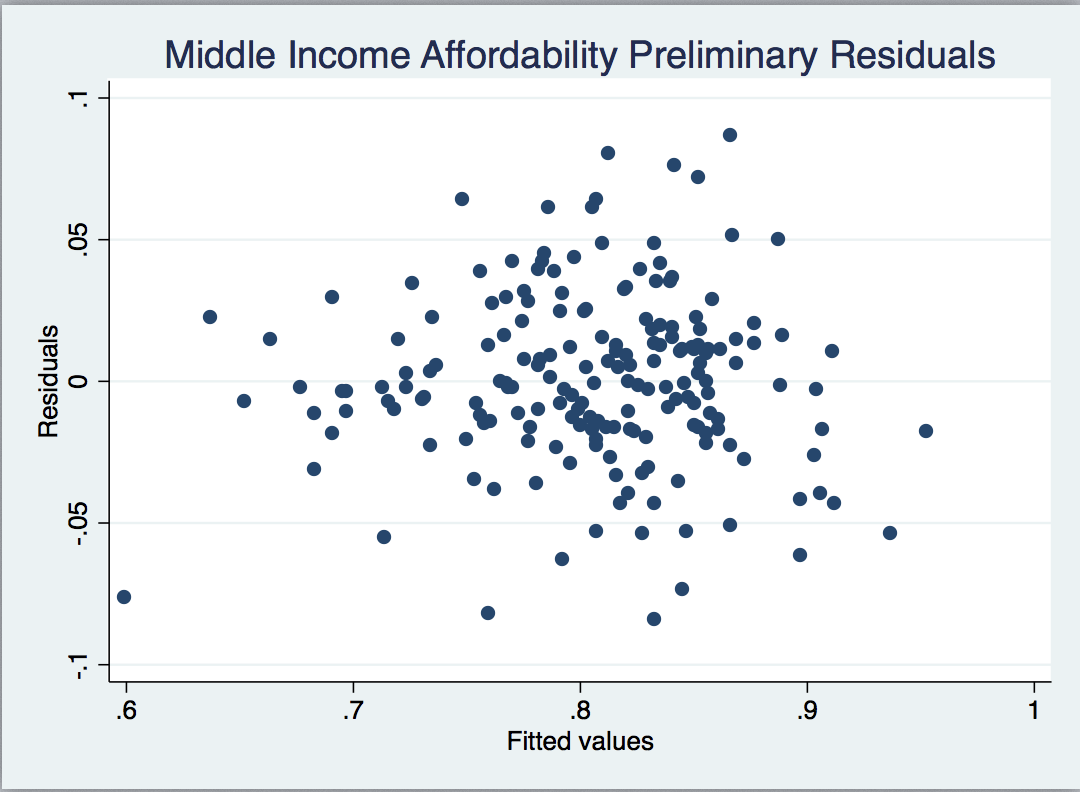 Middle Income Affordability Preliminary Residuals
.1
.05
0
-.05
-.1
Residuals
.6 .7 .8 .9 1
Fitted values